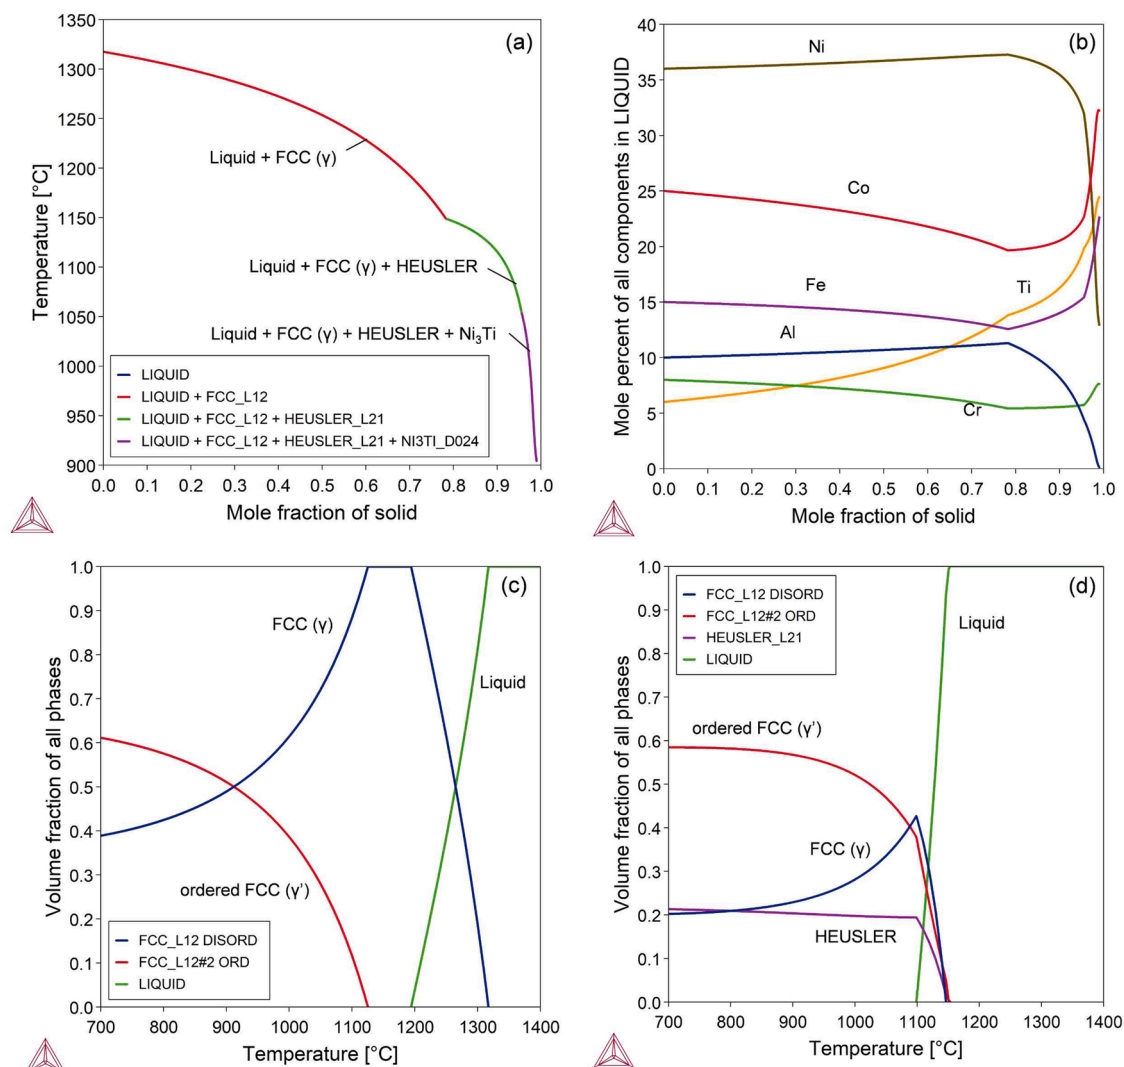 (a)
Temperature [°C]
1350
1300
1250
1200
1150
1100
1050
1000
950
900
Liquid + FCC (γ)
Liquid + FCC (γ) + HEUSLER
Liquid + FCC (γ) + HEUSLER + Ni₃Ti
LIQUID
LIQUID + FCC_L12
LIQUID + FCC_L12 + HEUSLER_L21
LIQUID + FCC_L12 + HEUSLER_L21 + NI3TI_D024
0.0 0.1 0.2 0.3 0.4 0.5 0.6 0.7 0.8 0.9 1.0
Mole fraction of solid
(b)
Mole percent of all components in LIQUID
40
35
30
25
20
15
10
5
0
Ni
Co
Fe
Ti
Al
Cr
0.0 0.1 0.2 0.3 0.4 0.5 0.6 0.7 0.8 0.9 1.0
Mole fraction of solid
(c)
Volume fraction of all phases
1.0
0.9
0.8
0.7
0.6
0.5
0.4
0.3
0.2
0.1
0.0
FCC (γ)
Liquid
ordered FCC (γ')
FCC_L12 DISORD
FCC_L12#2 ORD
LIQUID
700 800 900 1000 1100 1200 1300 1400
Temperature [°C]
(d)
Volume fraction of all phases
1.0
0.9
0.8
0.7
0.6
0.5
0.4
0.3
0.2
0.1
0.0
FCC_L12 DISORD
FCC_L12#2 ORD
HEUSLER_L21
LIQUID
Liquid
ordered FCC (γ')
FCC (γ)
HEUSLER
700 800 900 1000 1100 1200 1300 1400
Temperature [°C]